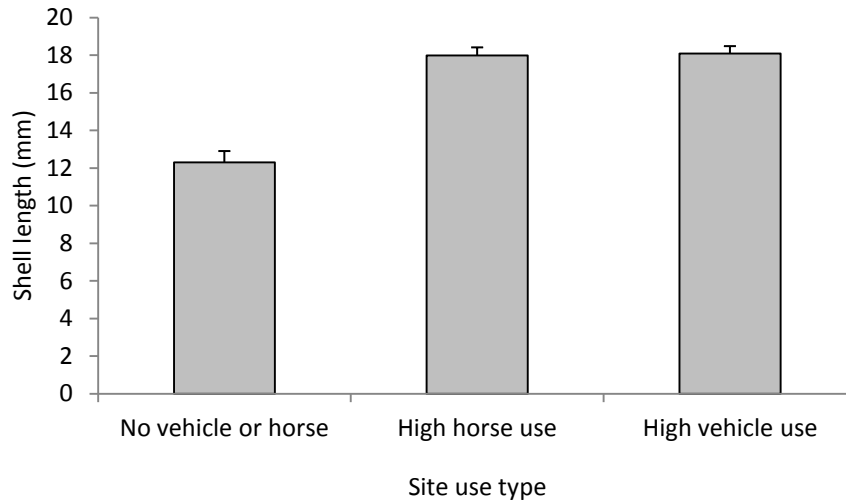 Shell length (mm)
20
18
16
14
12
10
8
6
4
2
0
No vehicle or horse
High horse use
High vehicle use
Site use type